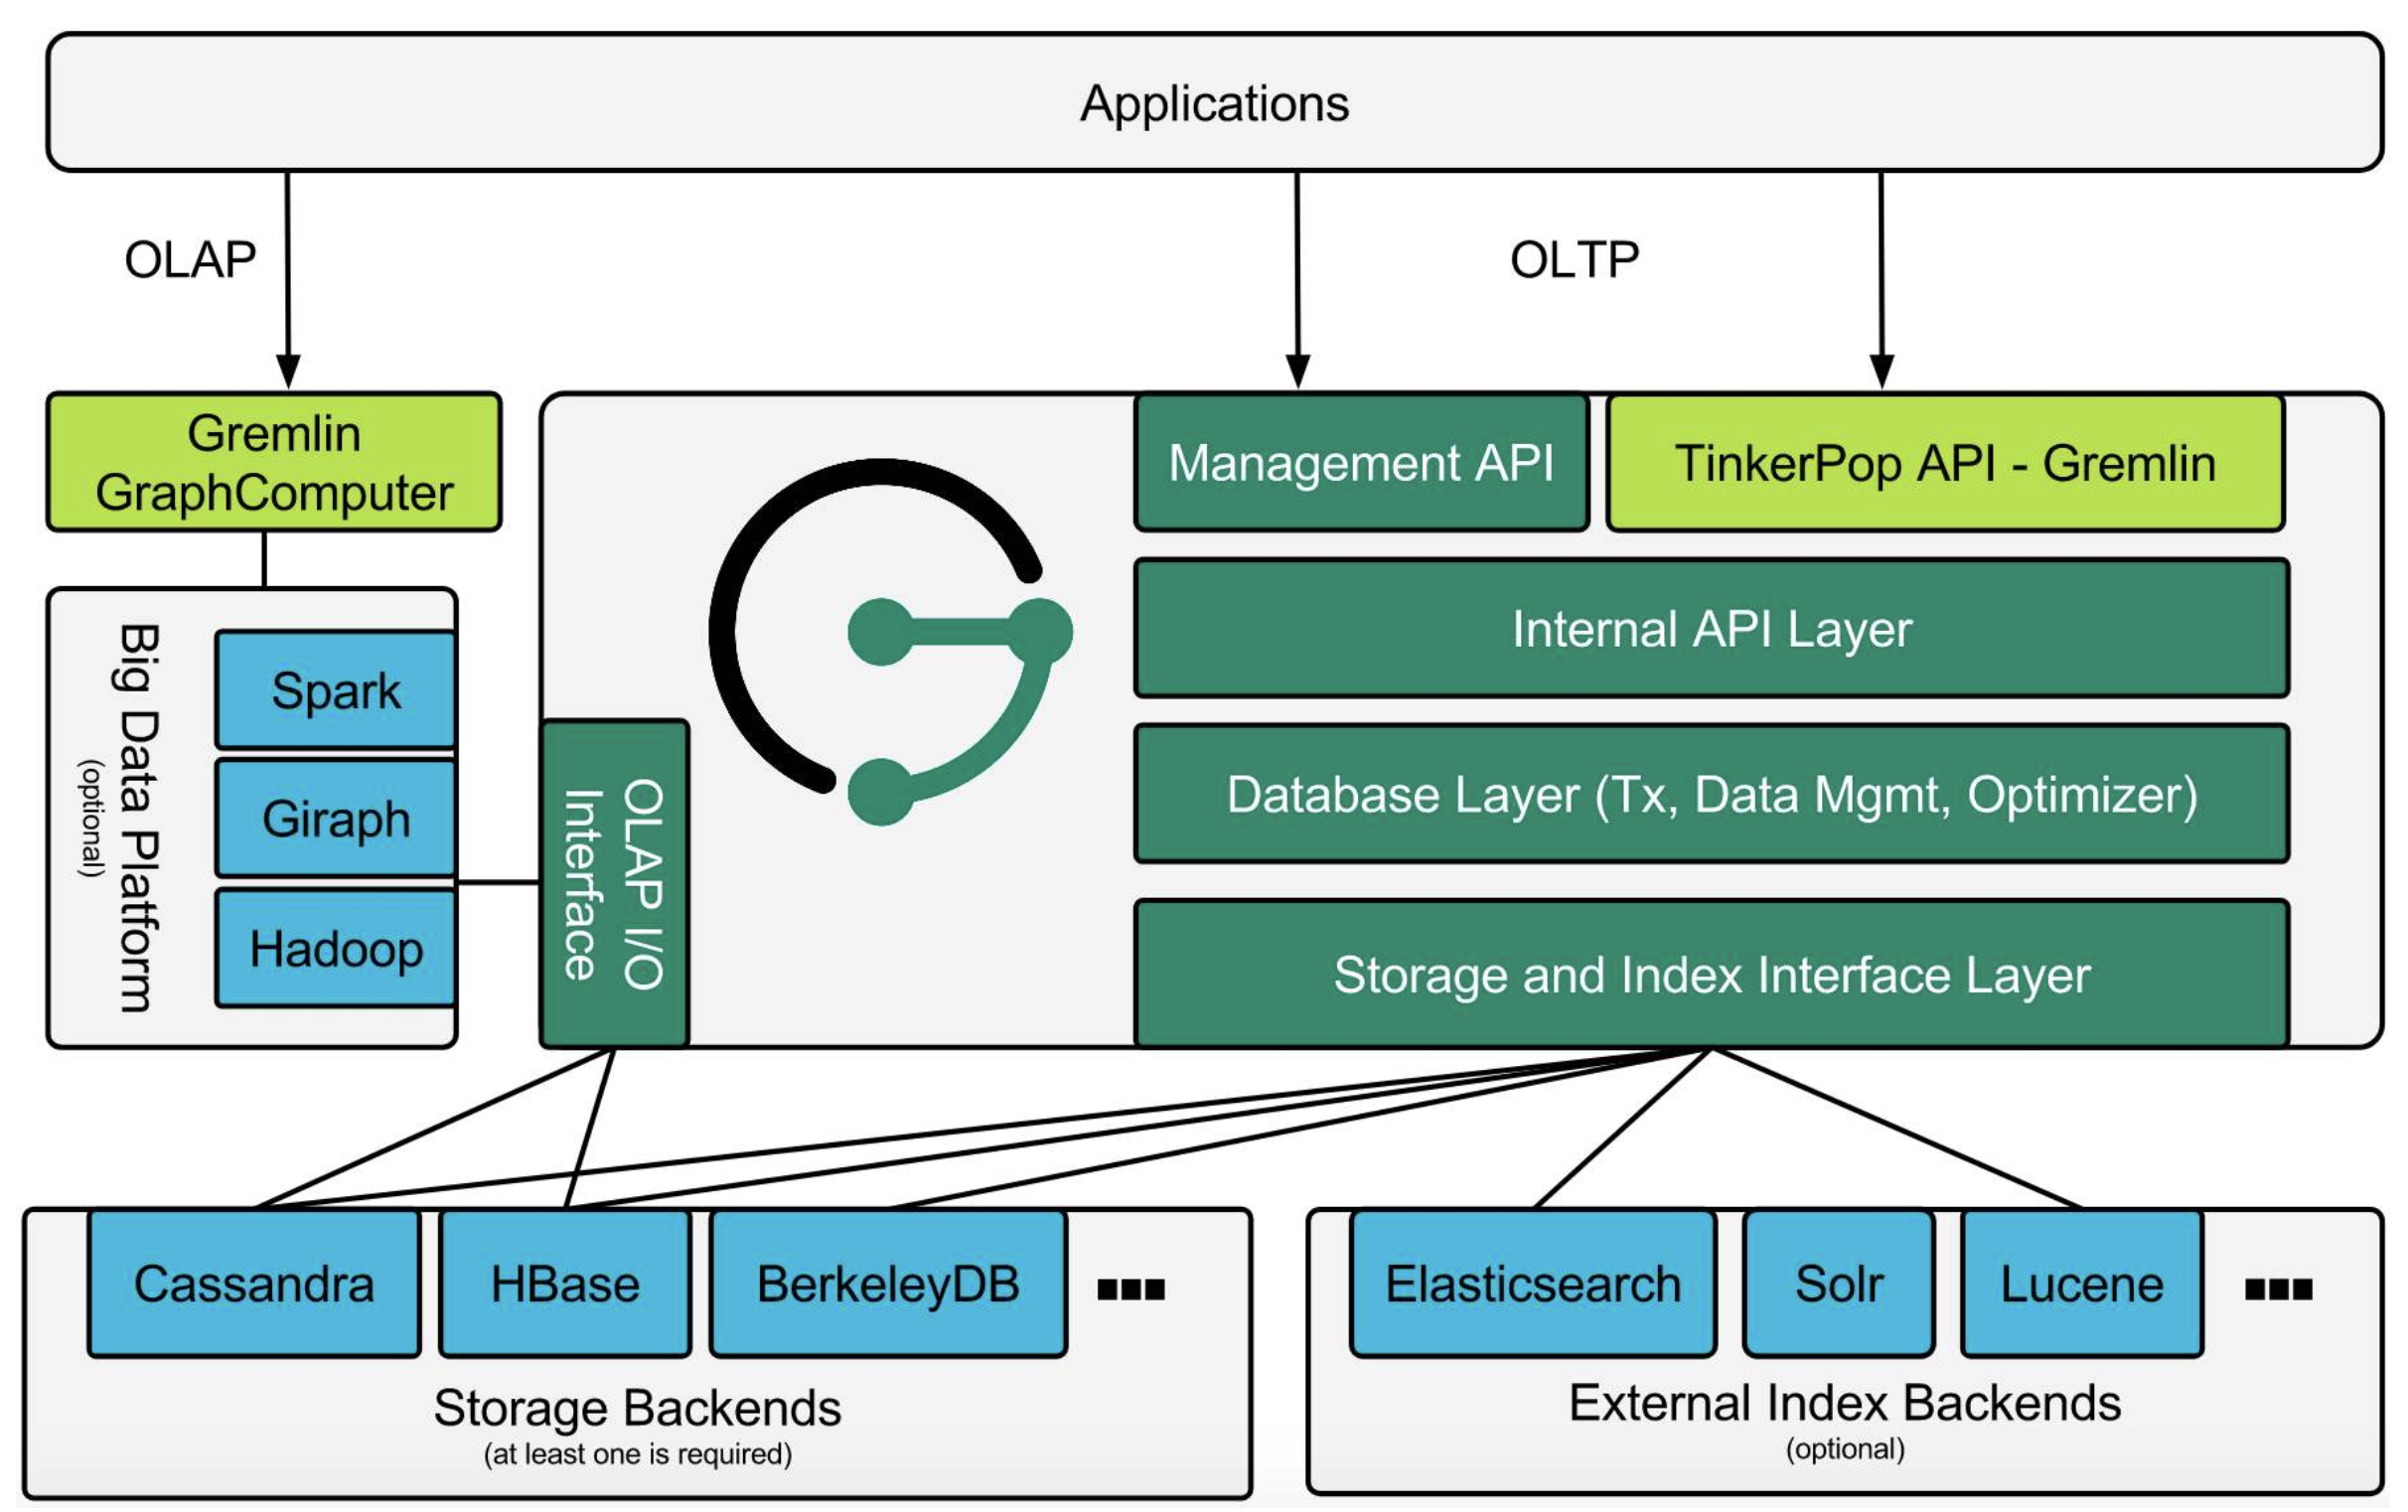 Applications
OLAP
OLTP
Gremlin
GraphComputer
Management API
TinkerPop API - Gremlin
Big Data Platform
(optional)
Spark
Giraph
Hadoop
OLAP I/O
Interface
Internal API Layer
Database Layer (Tx, Data Mgmt, Optimizer)
Storage and Index Interface Layer
Cassandra
HBase
BerkeleyDB
Storage Backends
(at least one is required)
Elasticsearch
Solr
Lucene
External Index Backends
(optional)